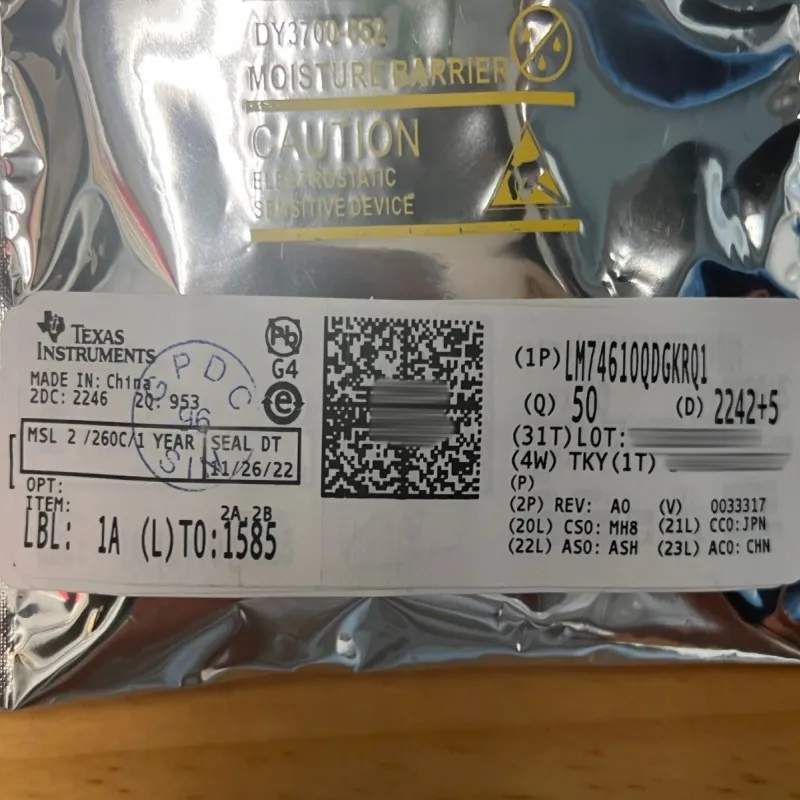 DY3700-052
MOISTURE BARRIER
CAUTION
ELECTROSTATIC
SENSITIVE DEVICE
TEXAS
INSTRUMENTS
Pb
G4
e
MADE IN: China
2DC: 2246 2Q: 953
MSL 2 /260C/1 YEAR SEAL DT
11/26/22
OPT:
ITEM:
2A 2B
LBL: 1A (L)TO:1585
PDC
(1P)LM74610QDGKRQ1
(Q) 50 (D) 2242+5
(31T)LOT:
(4W) TKY(1T)
(P)
(2P) REV: A0 (V) 0033317
(20L) CSO: MH8 (21L) CCO:JPN
(22L) ASO: ASH (23L) ACO: CHN